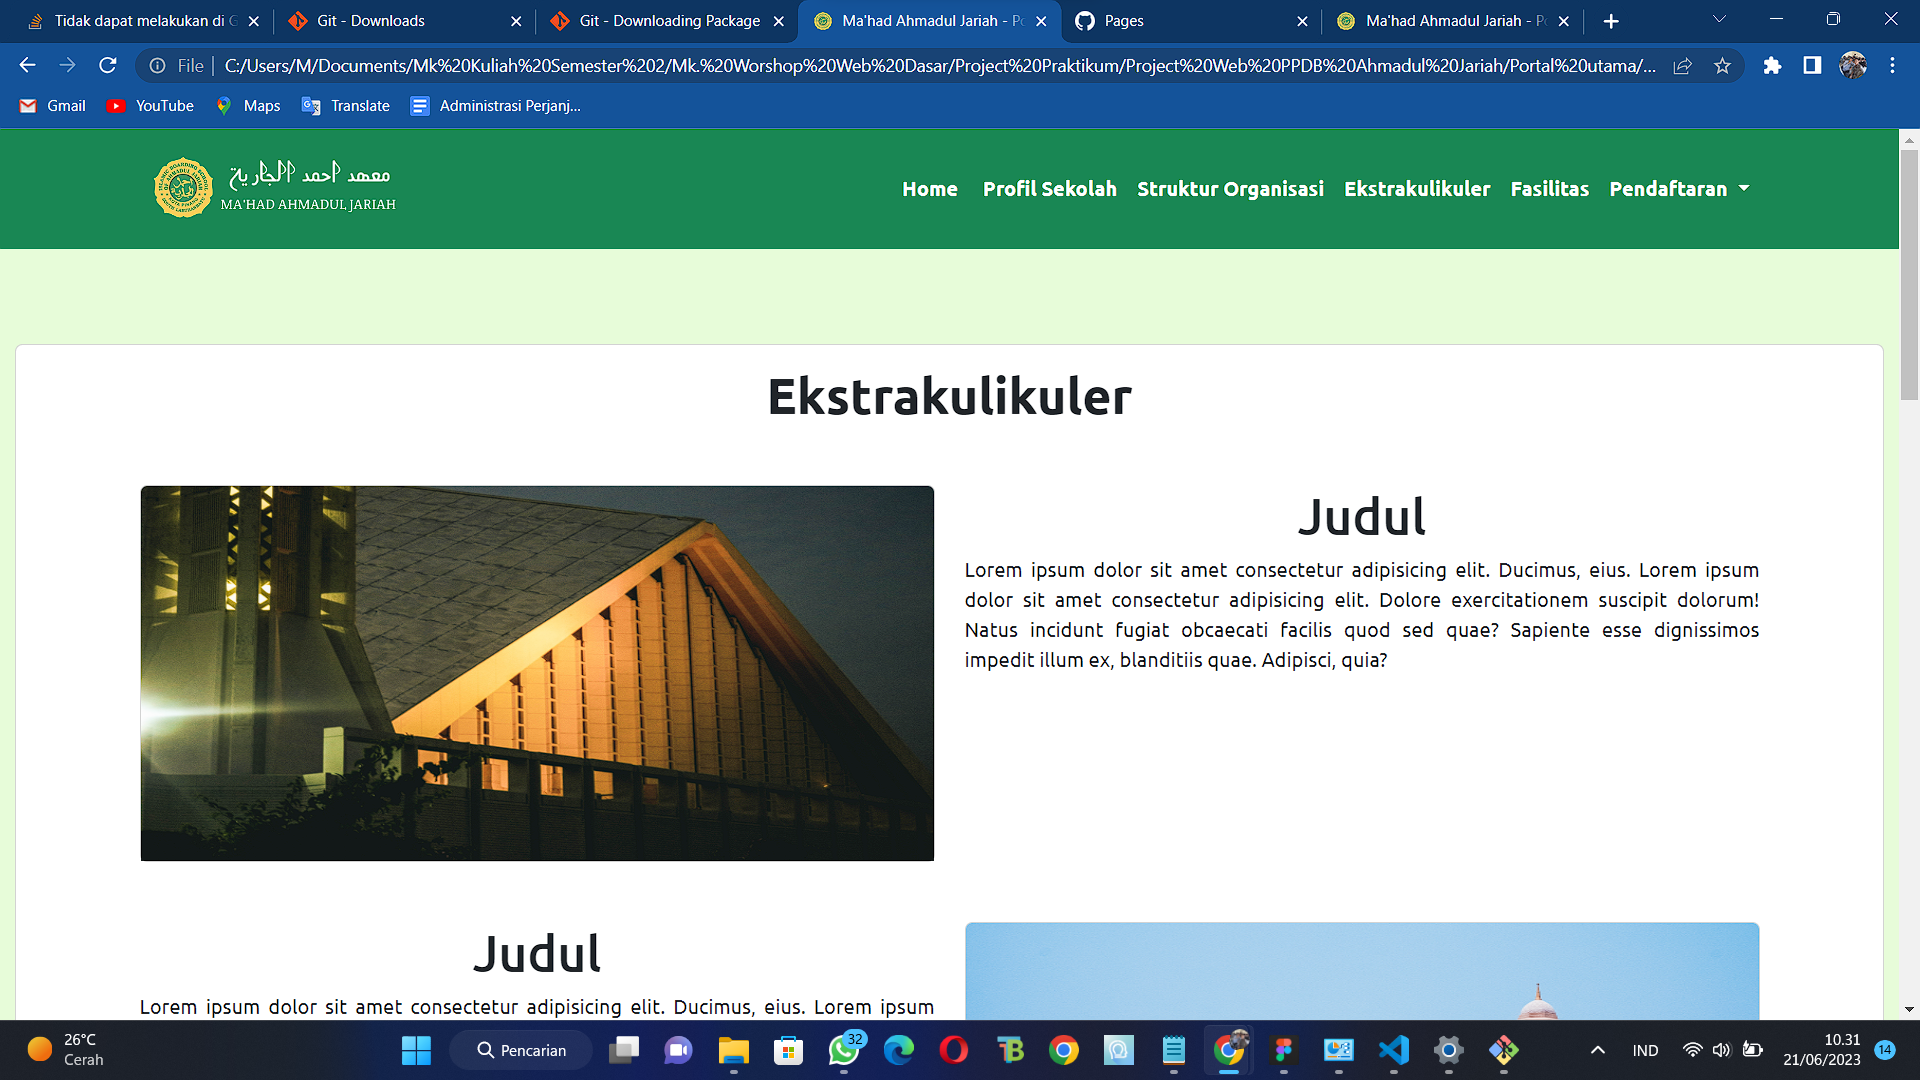 Tidak dapat melakukan di G
Git - Downloads
Git - Downloading Package
Ma'had Ahmadul Jariah - Po
Pages
Ma'had Ahmadul Jariah - Po
File
C:/Users/M/Documents/Mk%20Kuliah%20Semester%202/Mk.%20Worshop%20Web%20Dasar/Project%20Praktikum/Project%20Web%20PPDB%20Ahmadul%20Jariah/Portal%20utama/...
Gmail
YouTube
Maps
Translate
Administrasi Perjanj...
معهد احمد الجارية
MA'HAD AHMADUL JARIAH
Home
Profil Sekolah
Struktur Organisasi
Ekstrakulikuler
Fasilitas
Pendaftaran
Ekstrakulikuler
Judul
Lorem ipsum dolor sit amet consectetur adipisicing elit. Ducimus, eius. Lorem ipsum
dolor sit amet consectetur adipisicing elit. Dolore exercitationem suscipit dolorum!
Natus incidunt fugiat obcaecati facilis quod sed quae? Sapiente esse dignissimos
impedit illum ex, blanditiis quae. Adipisci, quia?
Judul
Lorem ipsum dolor sit amet consectetur adipisicing elit. Ducimus, eius. Lorem ipsum
26°C
Cerah
Pencarian
32
IND
10.31
21/06/2023
14